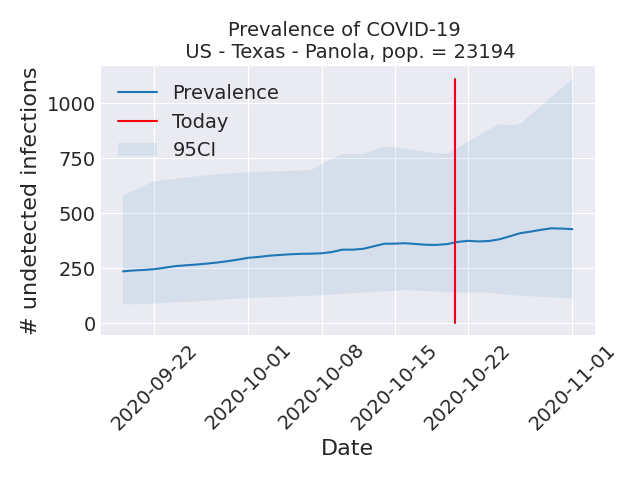 Prevalence of COVID-19
US - Texas - Panola, pop. = 23194
# undetected infections
1000
750
500
250
0
Prevalence
Today
95CI
2020-09-22
2020-10-01
2020-10-08
2020-10-15
2020-10-22
2020-11-01
Date